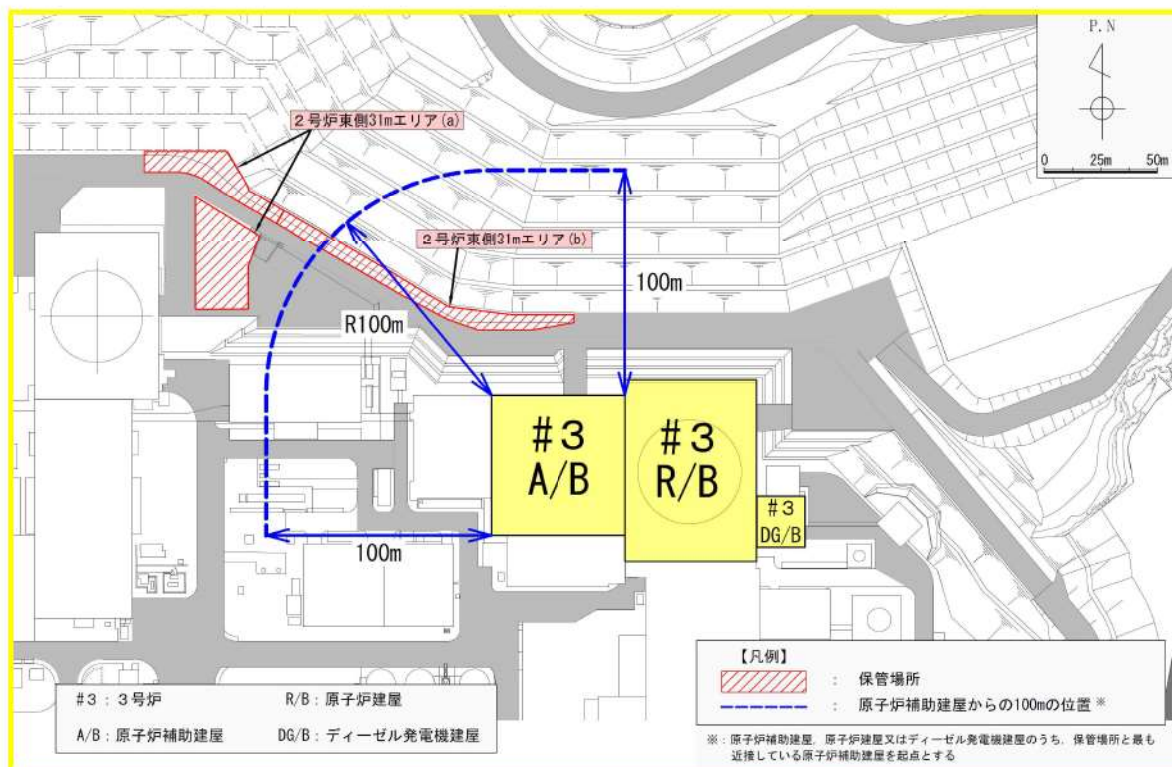 P.N
0 25m 50m
2号炉東側31mエリア(a)
2号炉東側31mエリア(b)
100m
R100m
#3
A/B
#3
R/B
#3
DG/B
100m
#3：3号炉
R/B：原子炉建屋
A/B：原子炉補助建屋
DG/B：ディーゼル発電機建屋
【凡例】
： 保管場所
： 原子炉補助建屋からの100mの位置※
※：原子炉補助建屋，原子炉建屋又はディーゼル発電機建屋のうち，保管場所と最も
近接している原子炉補助建屋を起点とする